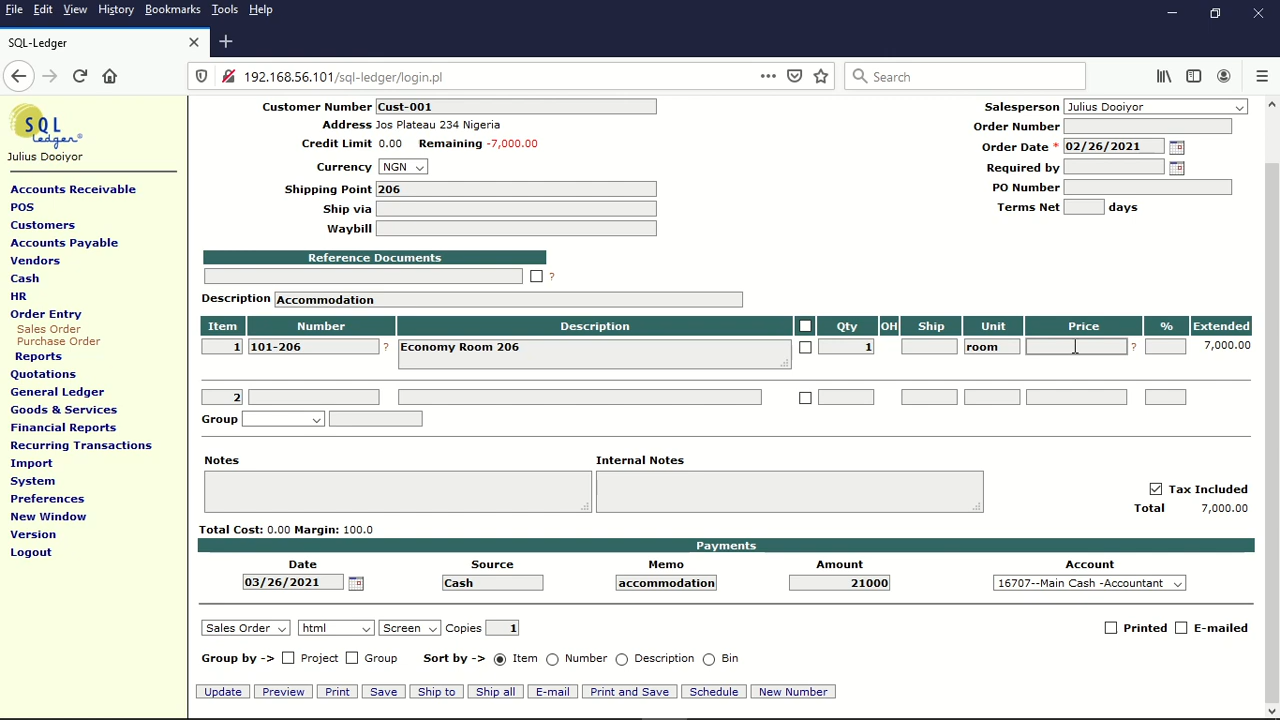 File Edit View History Bookmarks Tools Help
SQL-Ledger
192.168.56.101/sql-ledger/login.pl
Search
SQL
Ledger
Julius Dooiyor
Accounts Receivable
POS
Customers
Accounts Payable
Vendors
Cash
HR
Order Entry
Sales Order
Purchase Order
Reports
Quotations
General Ledger
Goods & Services
Financial Reports
Recurring Transactions
Import
System
Preferences
New Window
Version
Logout
Customer Number Cust-001
Address Jos Plateau 234 Nigeria
Credit Limit 0.00 Remaining -7,000.00
Currency NGN
Shipping Point 206
Ship via
Waybill
Salesperson Julius Dooiyor
Order Number
Order Date * 02/26/2021
Required by
PO Number
Terms Net days
Reference Documents
?
Description Accommodation
Item Number Description Qty OH Ship Unit Price % Extended
1 101-206 ? Economy Room 206 1 room ? 7,000.00
2
Group
Notes Internal Notes
Tax Included
Total 7,000.00
Total Cost: 0.00 Margin: 100.0
Payments
Date Source Memo Amount Account
03/26/2021 Cash accommodation 21000 16707--Main Cash -Accountant
Sales Order html Screen Copies 1 Printed E-mailed
Group by -> Project Group Sort by -> Item Number Description Bin
Update Preview Print Save Ship to Ship all E-mail Print and Save Schedule New Number